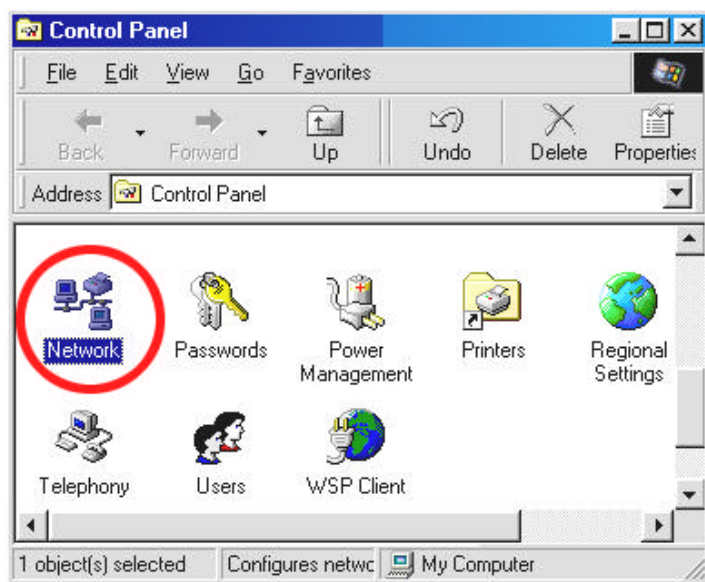 Control Panel
File Edit View Go Favorites
Back Forward Up Undo Delete Properties
Address Control Panel
Network Passwords Power Management Printers Regional Settings
Telephony Users WSP Client
1 object(s) selected Configures netwo My Computer